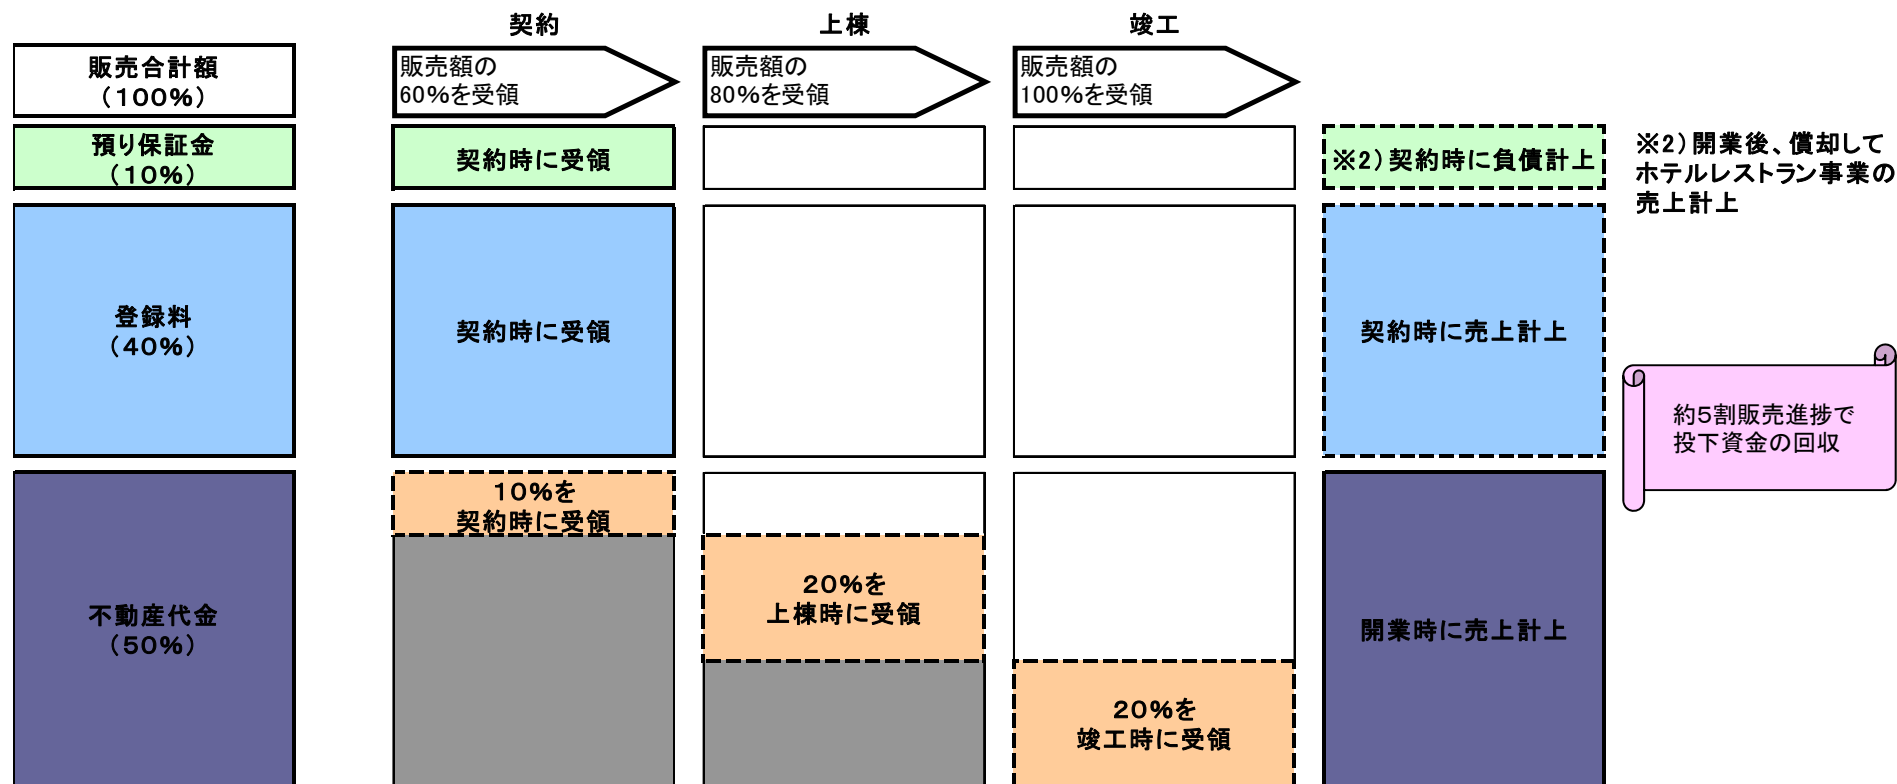 契約
上棟
竣工
販売合計額
（100%）
販売額の
60%を受領
販売額の
80%を受領
販売額の
100%を受領
預り保証金
（10%）
契約時に受領
※2）契約時に負債計上
※2）開業後、償却して
ホテルレストラン事業の
売上計上
登録料
（40%）
契約時に受領
契約時に売上計上
約5割販売進捗で
投下資金の回収
不動産代金
（50%）
10%を
契約時に受領
20%を
上棟時に受領
20%を
竣工時に受領
開業時に売上計上